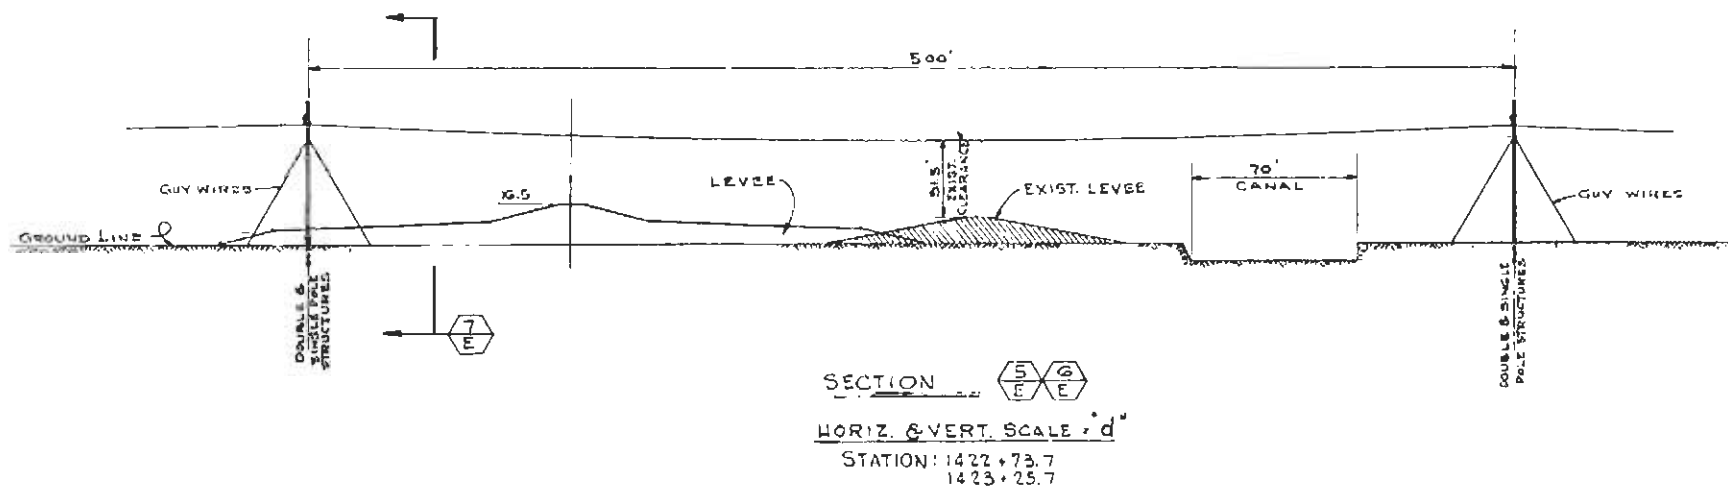 500'
GUY WIRES
16.5
LEVEE
31.5'
EXIST.
CLEARANCE
EXIST. LEVEE
70'
CANAL
GUY WIRES
GROUND LINE
DOUBLE &
SINGLE POLE
STRUCTURES
7
E
DOUBLE & SINGLE
POLE STRUCTURES
SECTION
5
E
6
E
HORIZ. & VERT. SCALE = "d"
STATION: 1422+73.7
1423+25.7